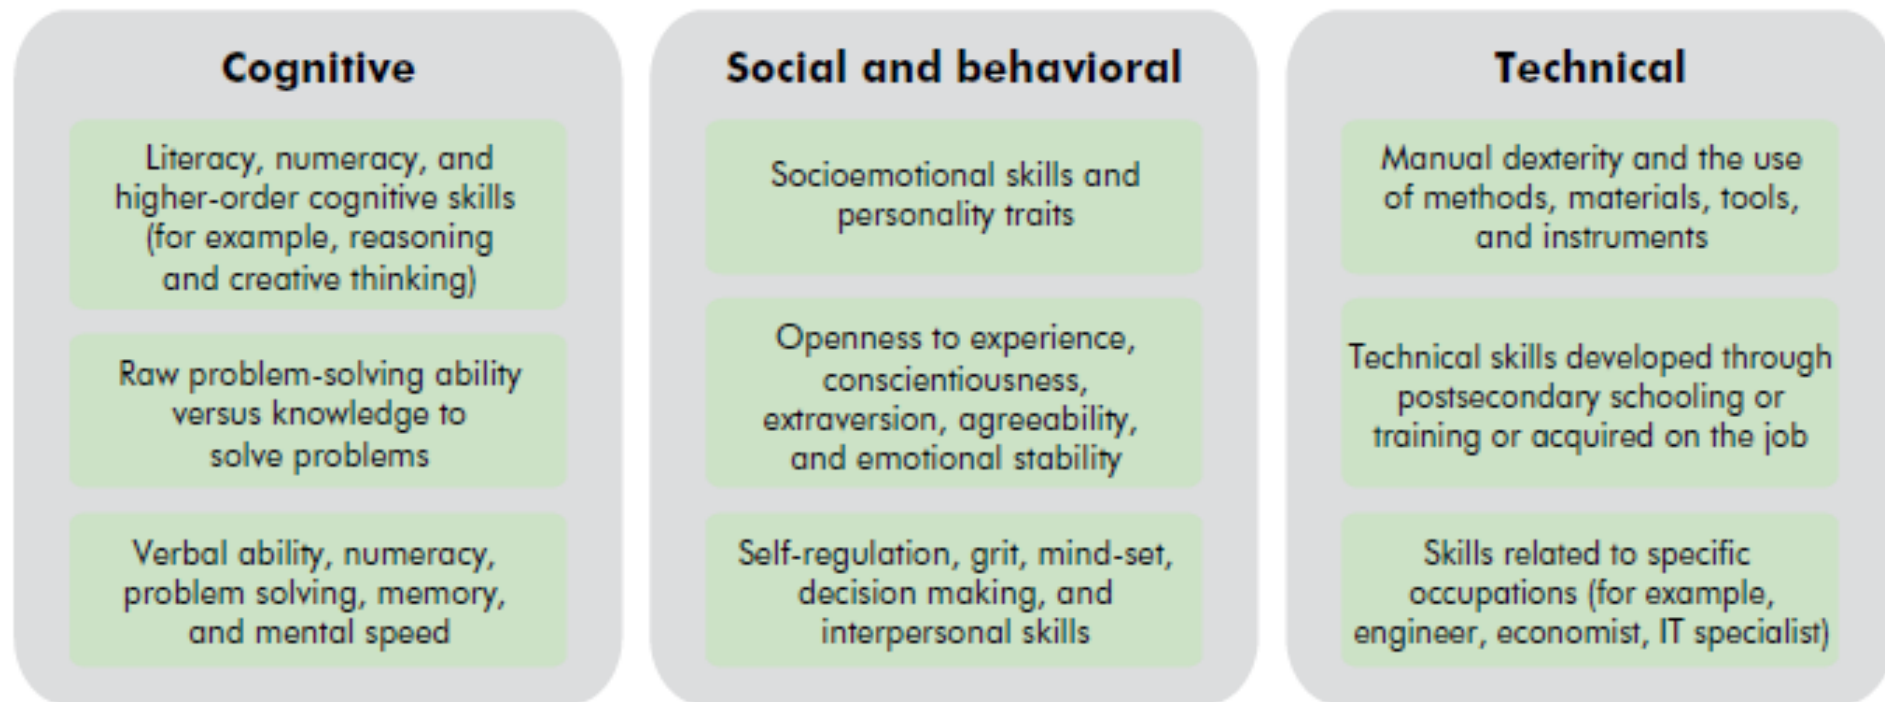 Cognitive
Literacy, numeracy, and
higher-order cognitive skills
(for example, reasoning
and creative thinking)
Raw problem-solving ability
versus knowledge to
solve problems
Verbal ability, numeracy,
problem solving, memory,
and mental speed
Social and behavioral
Socioemotional skills and
personality traits
Openness to experience,
conscientiousness,
extraversion, agreeability,
and emotional stability
Self-regulation, grit, mind-set,
decision making, and
interpersonal skills
Technical
Manual dexterity and the use
of methods, materials, tools,
and instruments
Technical skills developed through
postsecondary schooling or
training or acquired on the job
Skills related to specific
occupations (for example,
engineer, economist, IT specialist)